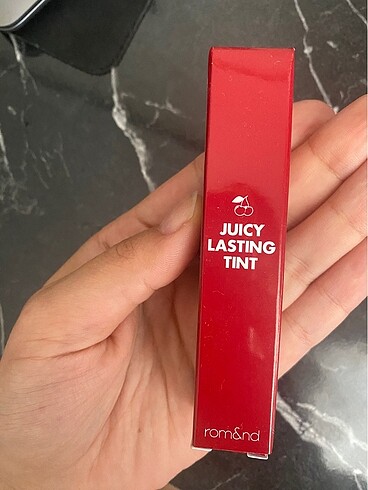 JUICY
LASTING
TINT
rom&nd